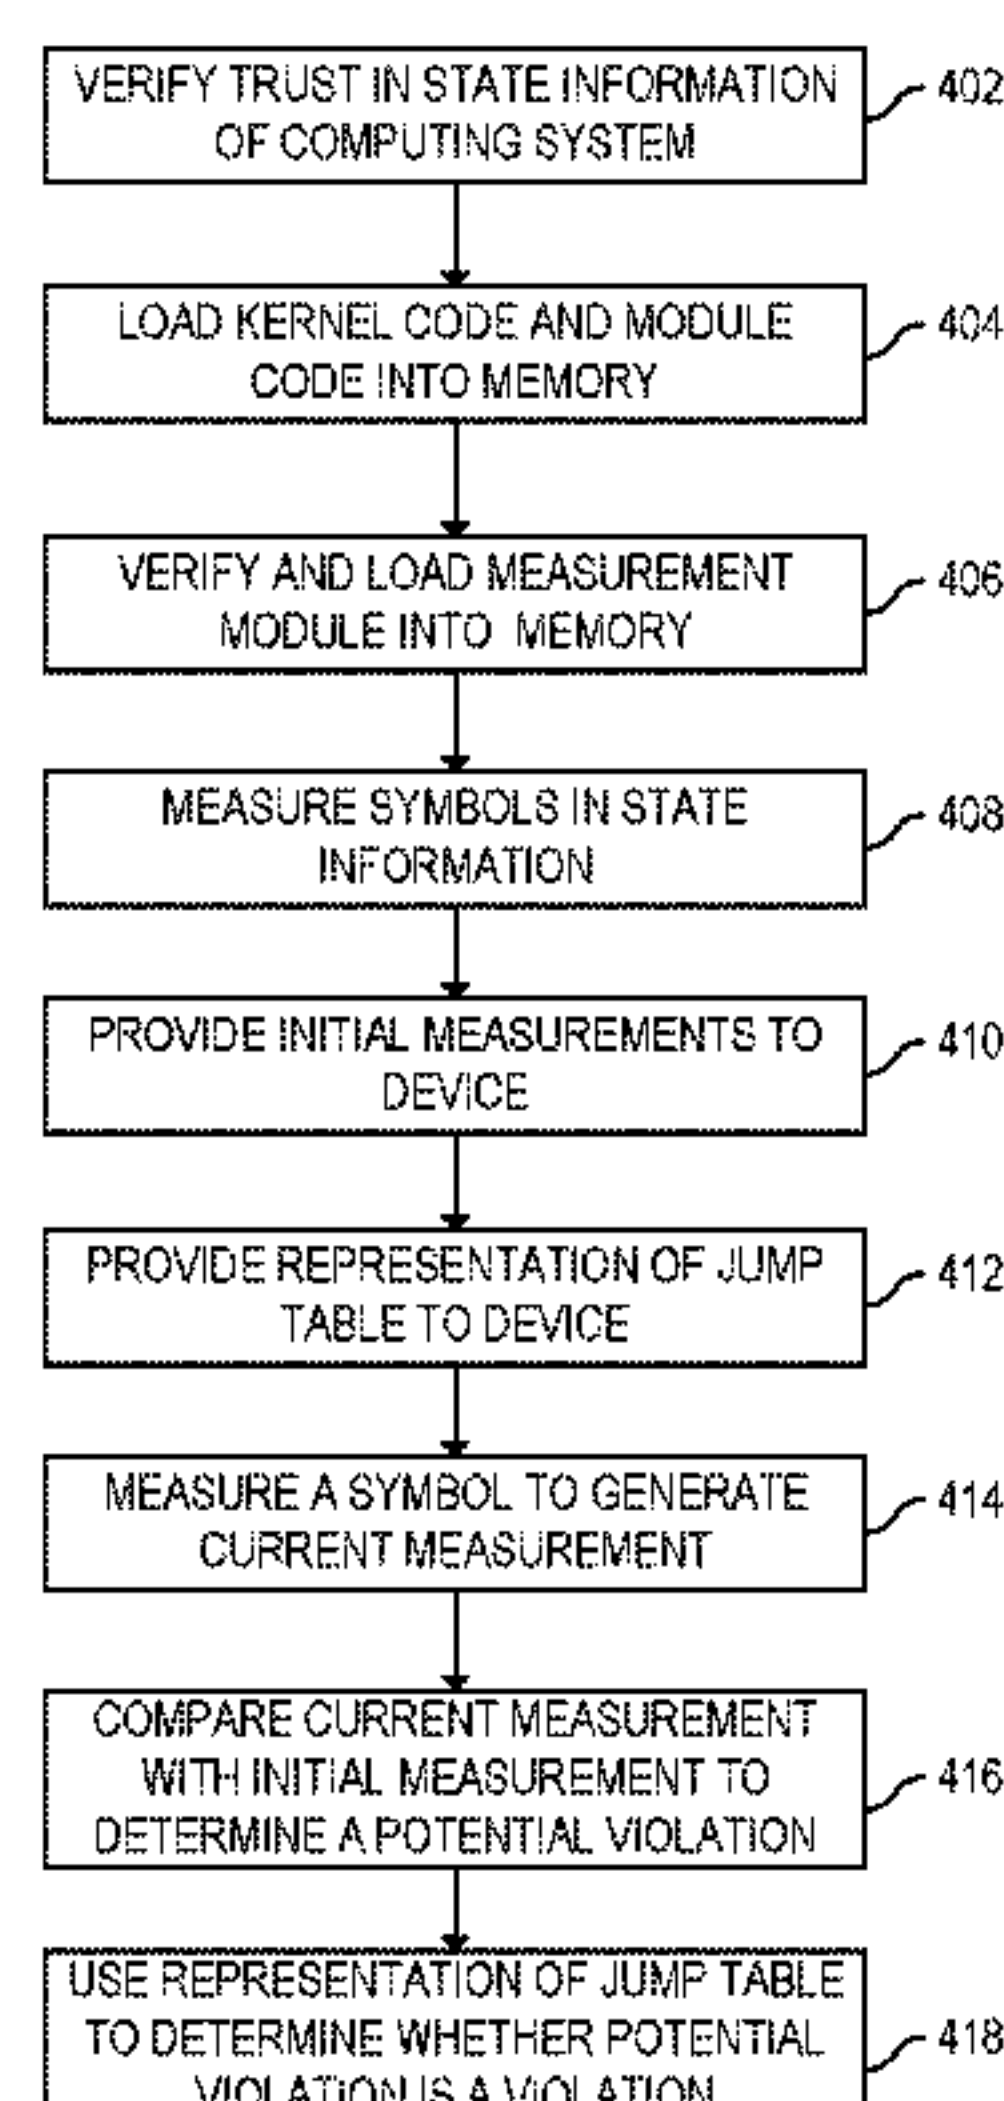 VERIFY TRUST IN STATE INFORMATION
OF COMPUTING SYSTEM
402
LOAD KERNEL CODE AND MODULE
CODE INTO MEMORY
404
VERIFY AND LOAD MEASUREMENT
MODULE INTO MEMORY
406
MEASURE SYMBOLS IN STATE
INFORMATION
408
PROVIDE INITIAL MEASUREMENTS TO
DEVICE
410
PROVIDE REPRESENTATION OF JUMP
TABLE TO DEVICE
412
MEASURE A SYMBOL TO GENERATE
CURRENT MEASUREMENT
414
COMPARE CURRENT MEASUREMENT
WITH INITIAL MEASUREMENT TO
DETERMINE A POTENTIAL VIOLATION
416
USE REPRESENTATION OF JUMP TABLE
TO DETERMINE WHETHER POTENTIAL
VIOLATION IS A VIOLATION
418